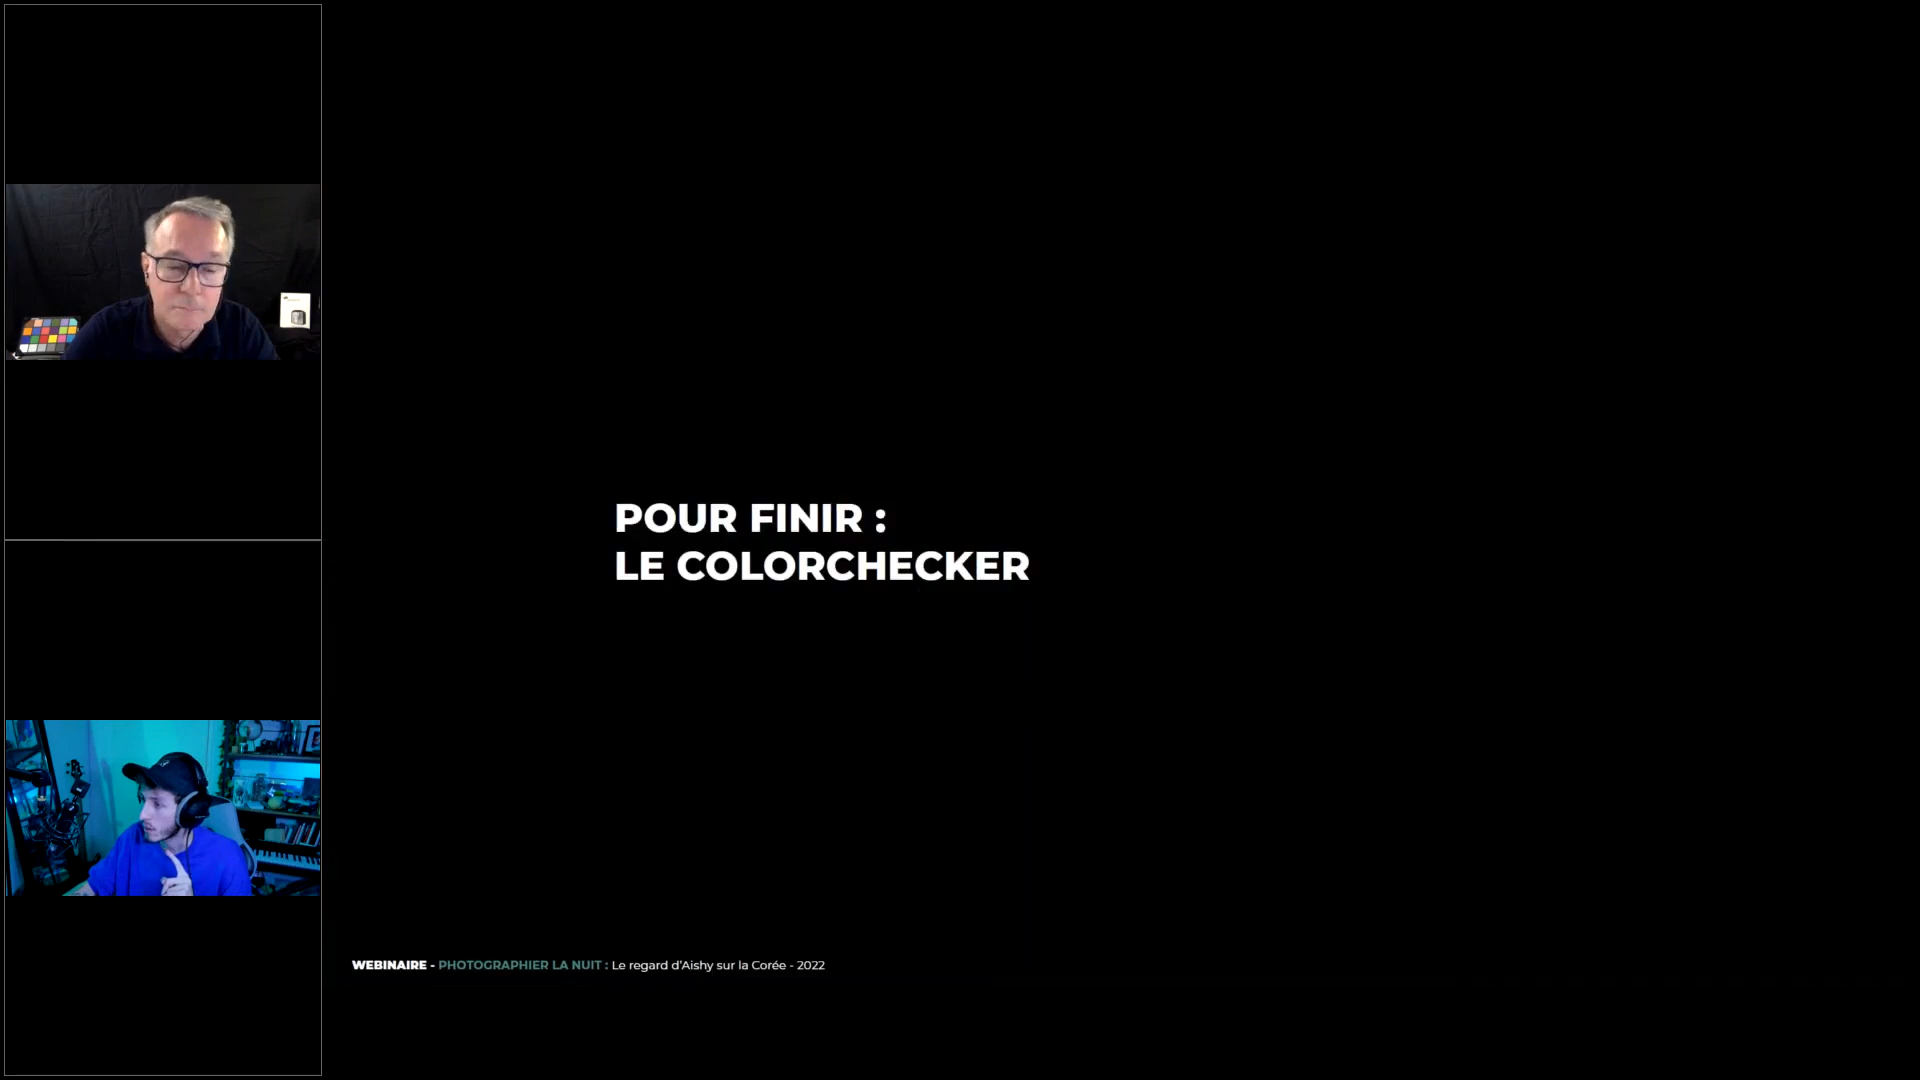 POUR FINIR :
LE COLORCHECKER
WEBINAIRE - PHOTOGRAPHIER LA NUIT : Le regard d'Aishy sur la Corée - 2022